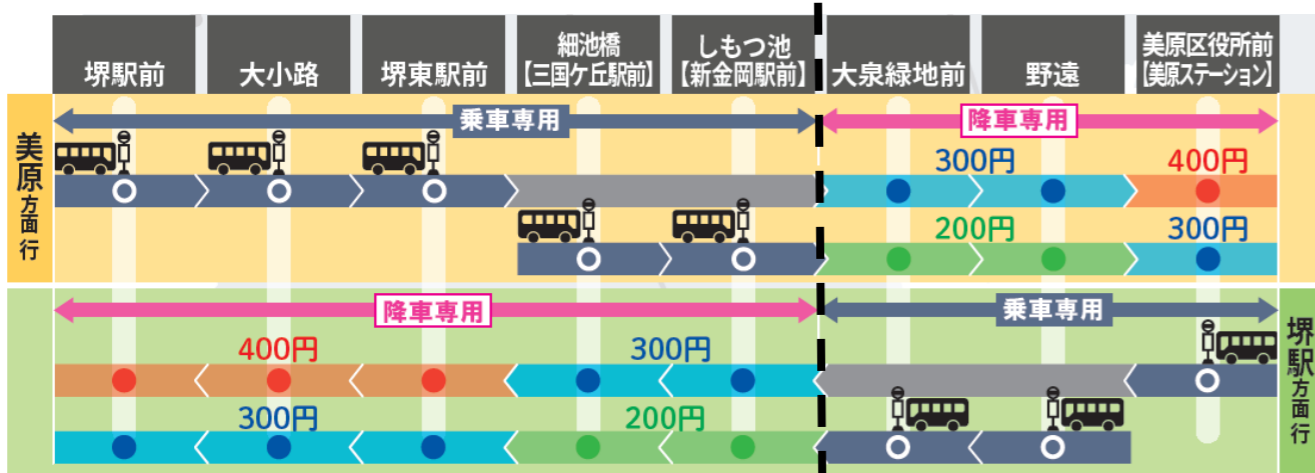 堺駅前
大小路
堺東駅前
細池橋
【三国ケ丘駅前】
しもつ池
【新金岡駅前】
大泉緑地前
野遠
美原区役所前
【美原ステーション】
美原方面行
乗車専用
降車専用
300円
400円
200円
300円
降車専用
乗車専用
400円
300円
300円
200円
堺駅方面行